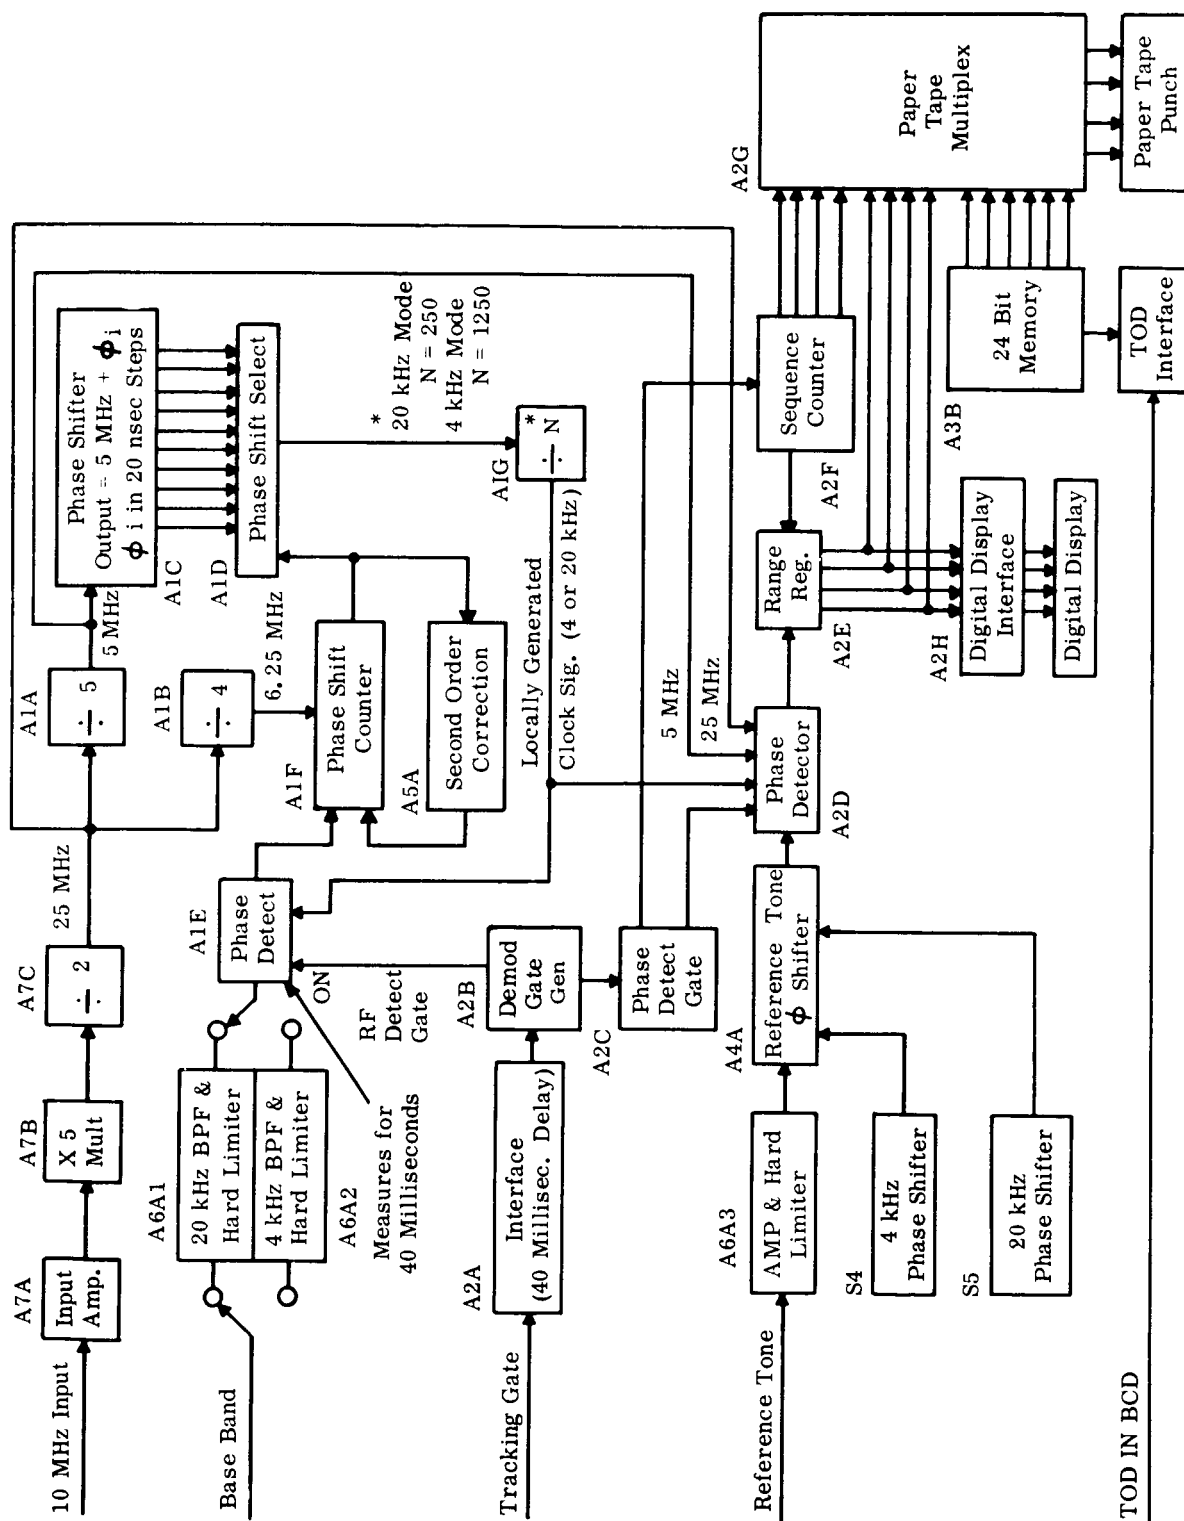 10 MHz Input
A7A
Input
Amp.
A7B
X 5
Mult
A7C
÷ 2
25 MHz
A1A
÷ 5
5 MHz
Phase Shifter
Output = 5 MHz + ϕ i
ϕ i in 20 nsec Steps
A1C
A1B
÷ 4
6.25 MHz
A1D
Phase Shift Select
Base Band
A6A1
20 kHz BPF &
Hard Limiter
4 kHz BPF &
Hard Limiter
A6A2
Measures for
40 Milliseconds
A1E
Phase
Detect
ON
RF
Detect
Gate
A1F
Phase Shift
Counter
A5A
Second Order
Correction
*
20 kHz Mode
N = 250
4 kHz Mode
N = 1250
A1G
÷ N *
Locally Generated
Clock Sig. (4 or 20 kHz)
Tracking Gate
A2A
Interface
(40 Millisec. Delay)
A2B
Demod
Gate
Gen
A2C
Phase
Detect
Gate
5 MHz
25 MHz
Reference Tone
A6A3
AMP & Hard
Limiter
A4A
Reference Tone
ϕ Shifter
S4
4 kHz
Phase Shifter
S5
20 kHz
Phase Shifter
Phase
Detector
A2D
Range
Reg.
A2E
Sequence
Counter
A2F
A2H
Digital Display
Interface
Digital Display
A2G
Paper
Tape
Multiplex
Paper Tape
Punch
A3B
24 Bit
Memory
TOD
Interface
TOD IN BCD